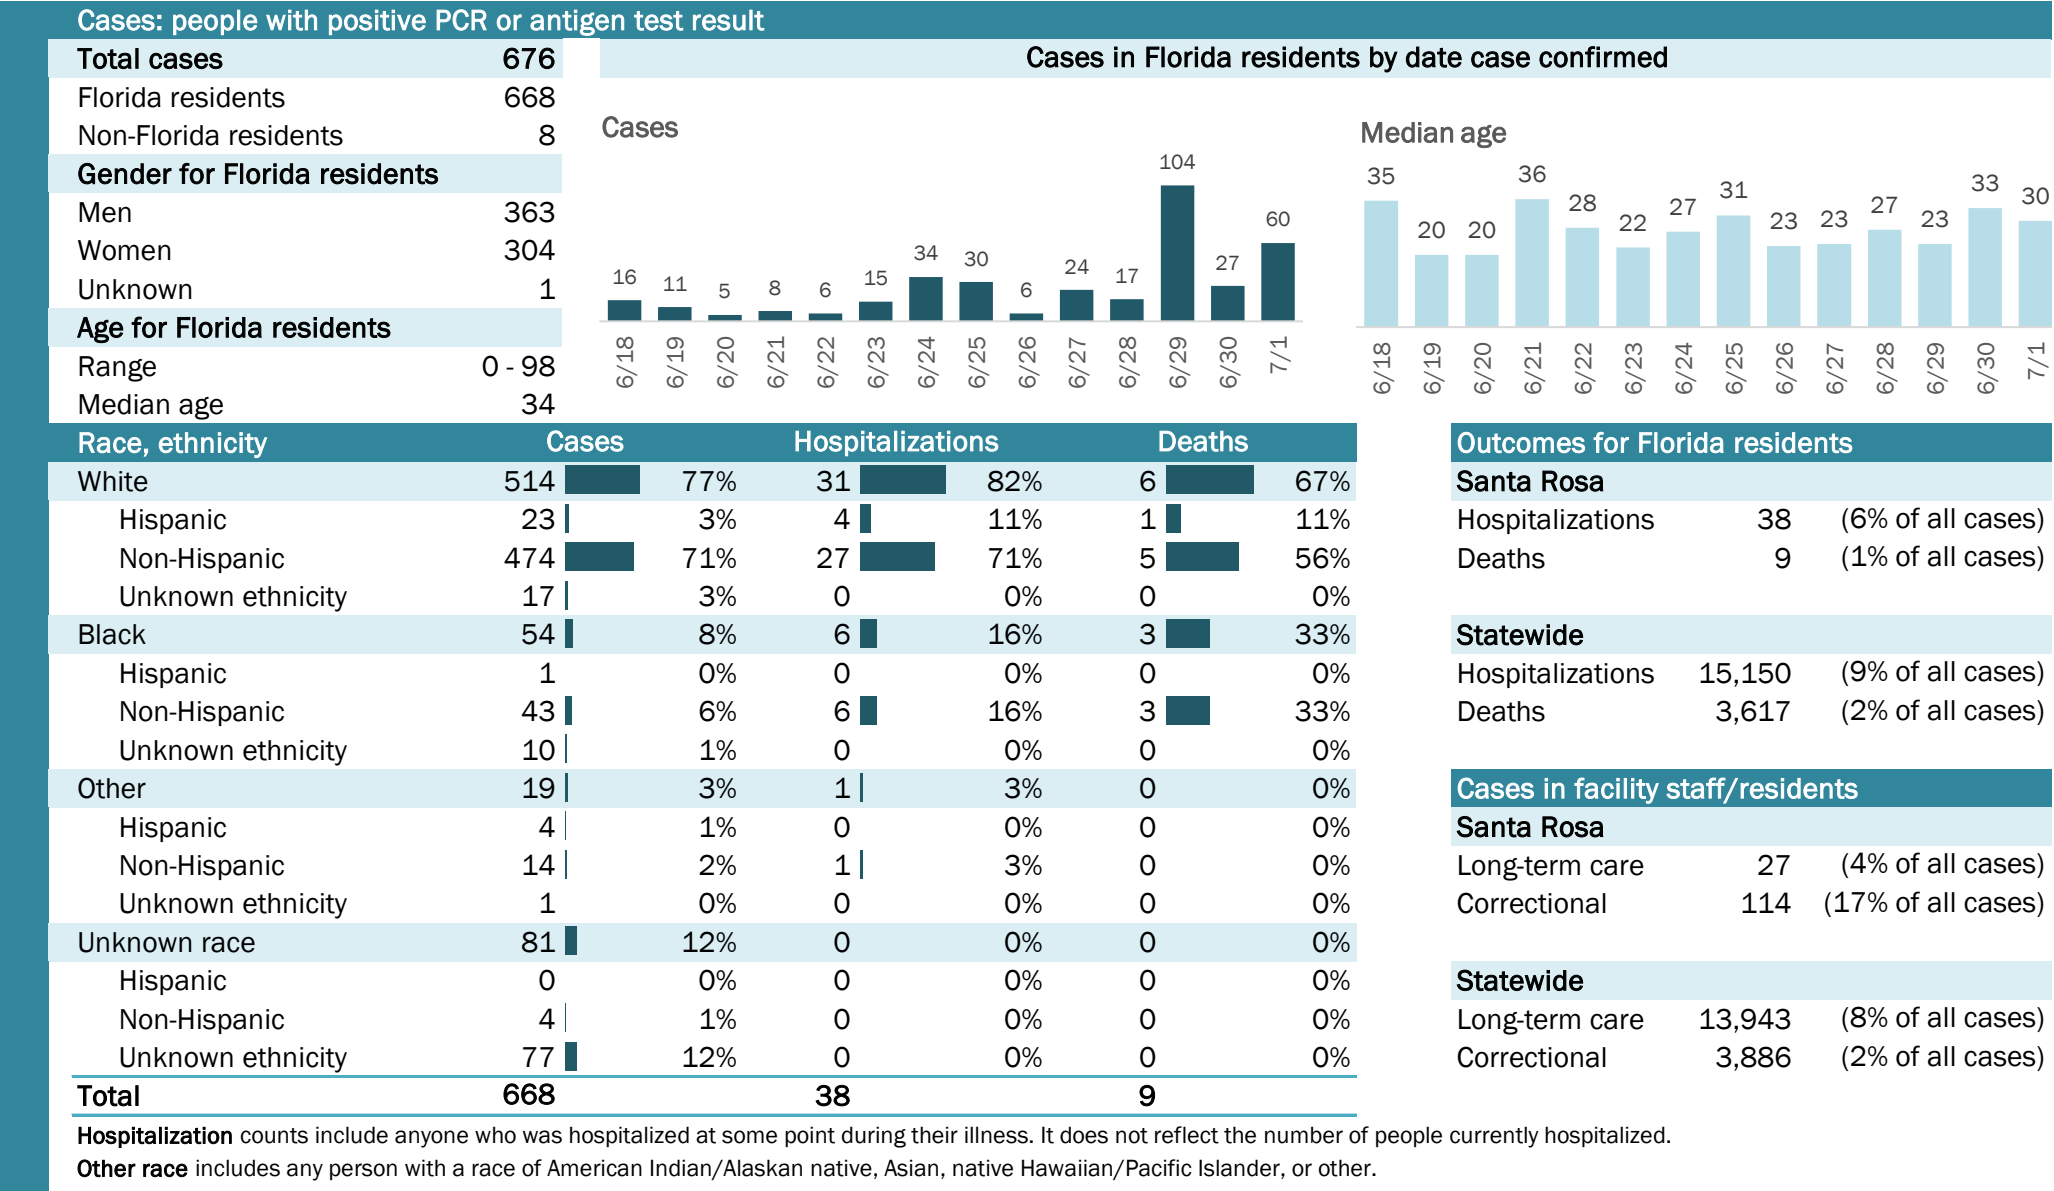 Cases: people with positive PCR or antigen test result
Total cases 676
Florida residents 668
Non-Florida residents 8
Gender for Florida residents
Men 363
Women 304
Unknown 1
Age for Florida residents
Range 0 - 98
Median age 34
Cases in Florida residents by date case confirmed
Cases
16 11 5 8 6 15 34 30 6 24 17 104 27 60
6/18 6/19 6/20 6/21 6/22 6/23 6/24 6/25 6/26 6/27 6/28 6/29 6/30 7/1
Median age
35 20 20 36 28 22 27 31 23 23 27 23 33 30
6/18 6/19 6/20 6/21 6/22 6/23 6/24 6/25 6/26 6/27 6/28 6/29 6/30 7/1
Race, ethnicity Cases Hospitalizations Deaths
White 514 77% 31 82% 6 67%
Hispanic 23 3% 4 11% 1 11%
Non-Hispanic 474 71% 27 71% 5 56%
Unknown ethnicity 17 3% 0 0% 0 0%
Black 54 8% 6 16% 3 33%
Hispanic 1 0% 0 0% 0 0%
Non-Hispanic 43 6% 6 16% 3 33%
Unknown ethnicity 10 1% 0 0% 0 0%
Other 19 3% 1 3% 0 0%
Hispanic 4 1% 0 0% 0 0%
Non-Hispanic 14 2% 1 3% 0 0%
Unknown ethnicity 1 0% 0 0% 0 0%
Unknown race 81 12% 0 0% 0 0%
Hispanic 0 0% 0 0% 0 0%
Non-Hispanic 4 1% 0 0% 0 0%
Unknown ethnicity 77 12% 0 0% 0 0%
Total 668 38 9
Outcomes for Florida residents
Santa Rosa
Hospitalizations 38 (6% of all cases)
Deaths 9 (1% of all cases)
Statewide
Hospitalizations 15,150 (9% of all cases)
Deaths 3,617 (2% of all cases)
Cases in facility staff/residents
Santa Rosa
Long-term care 27 (4% of all cases)
Correctional 114 (17% of all cases)
Statewide
Long-term care 13,943 (8% of all cases)
Correctional 3,886 (2% of all cases)
Hospitalization counts include anyone who was hospitalized at some point during their illness. It does not reflect the number of people currently hospitalized.
Other race includes any person with a race of American Indian/Alaskan native, Asian, native Hawaiian/Pacific Islander, or other.